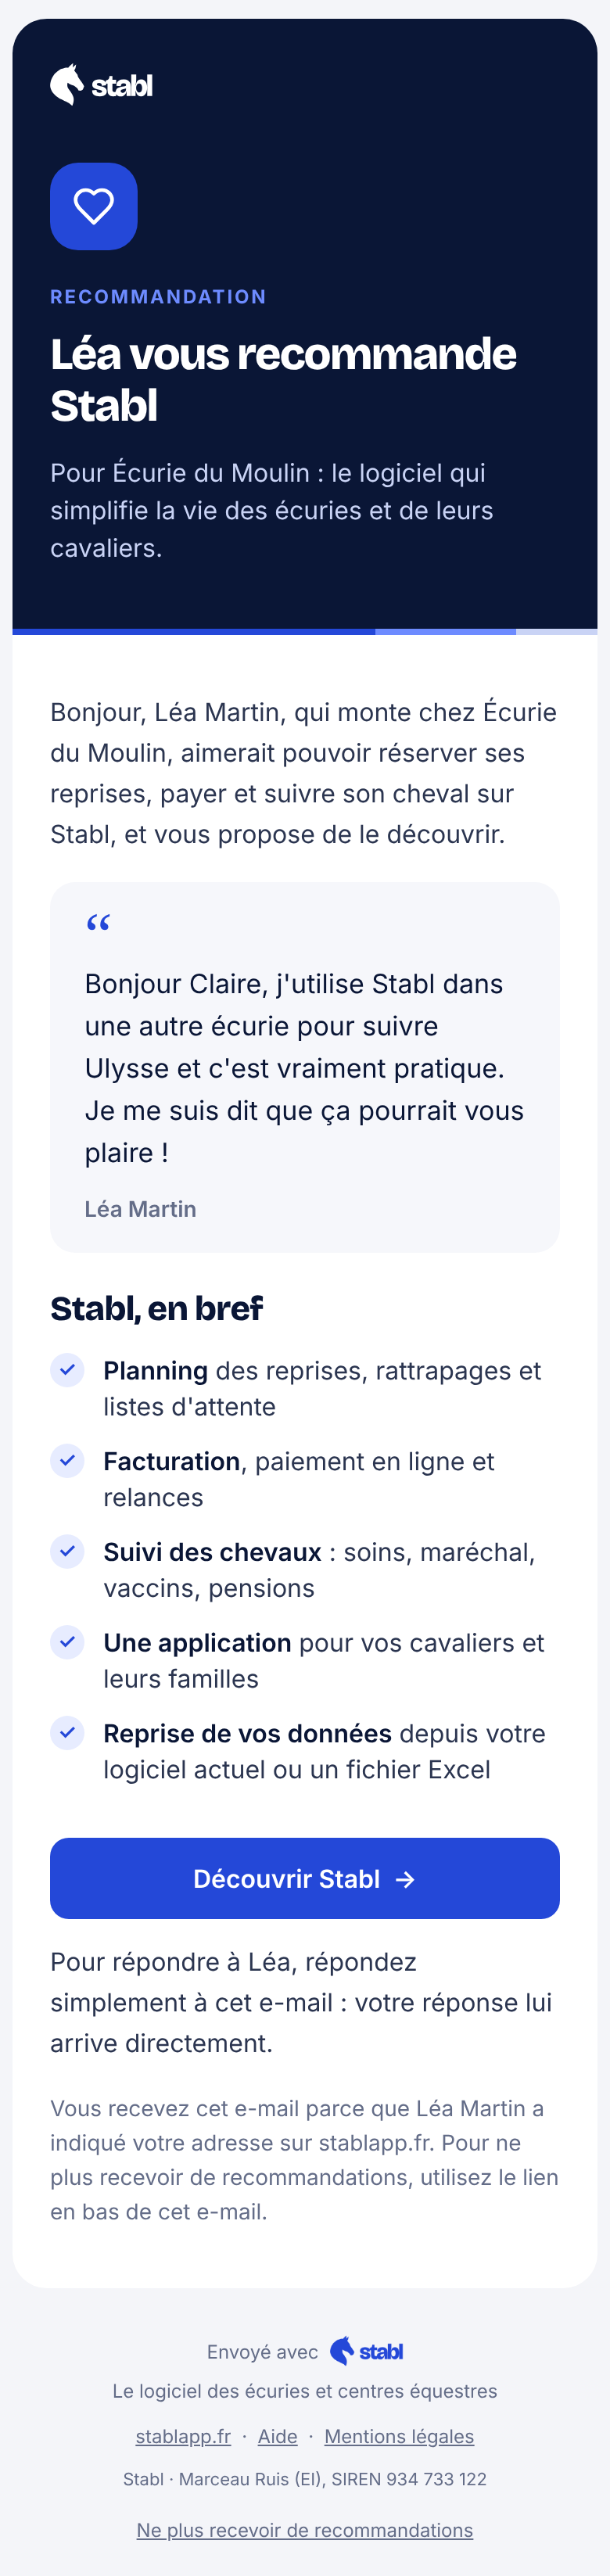 stabl
RECOMMANDATION
Léa vous recommande
Stabl
Pour Écurie du Moulin : le logiciel qui
simplifie la vie des écuries et de leurs
cavaliers.
Bonjour, Léa Martin, qui monte chez Écurie
du Moulin, aimerait pouvoir réserver ses
reprises, payer et suivre son cheval sur
Stabl, et vous propose de le découvrir.
“
Bonjour Claire, j'utilise Stabl dans
une autre écurie pour suivre
Ulysse et c'est vraiment pratique.
Je me suis dit que ça pourrait vous
plaire !
Léa Martin
Stabl, en bref
Planning des reprises, rattrapages et
listes d'attente
Facturation, paiement en ligne et
relances
Suivi des chevaux : soins, maréchal,
vaccins, pensions
Une application pour vos cavaliers et
leurs familles
Reprise de vos données depuis votre
logiciel actuel ou un fichier Excel
Découvrir Stabl →
Pour répondre à Léa, répondez
simplement à cet e-mail : votre réponse lui
arrive directement.
Vous recevez cet e-mail parce que Léa Martin a
indiqué votre adresse sur stablapp.fr. Pour ne
plus recevoir de recommandations, utilisez le lien
en bas de cet e-mail.
Envoyé avec stabl
Le logiciel des écuries et centres équestres
stablapp.fr · Aide · Mentions légales
Stabl · Marceau Ruis (EI), SIREN 934 733 122
Ne plus recevoir de recommandations